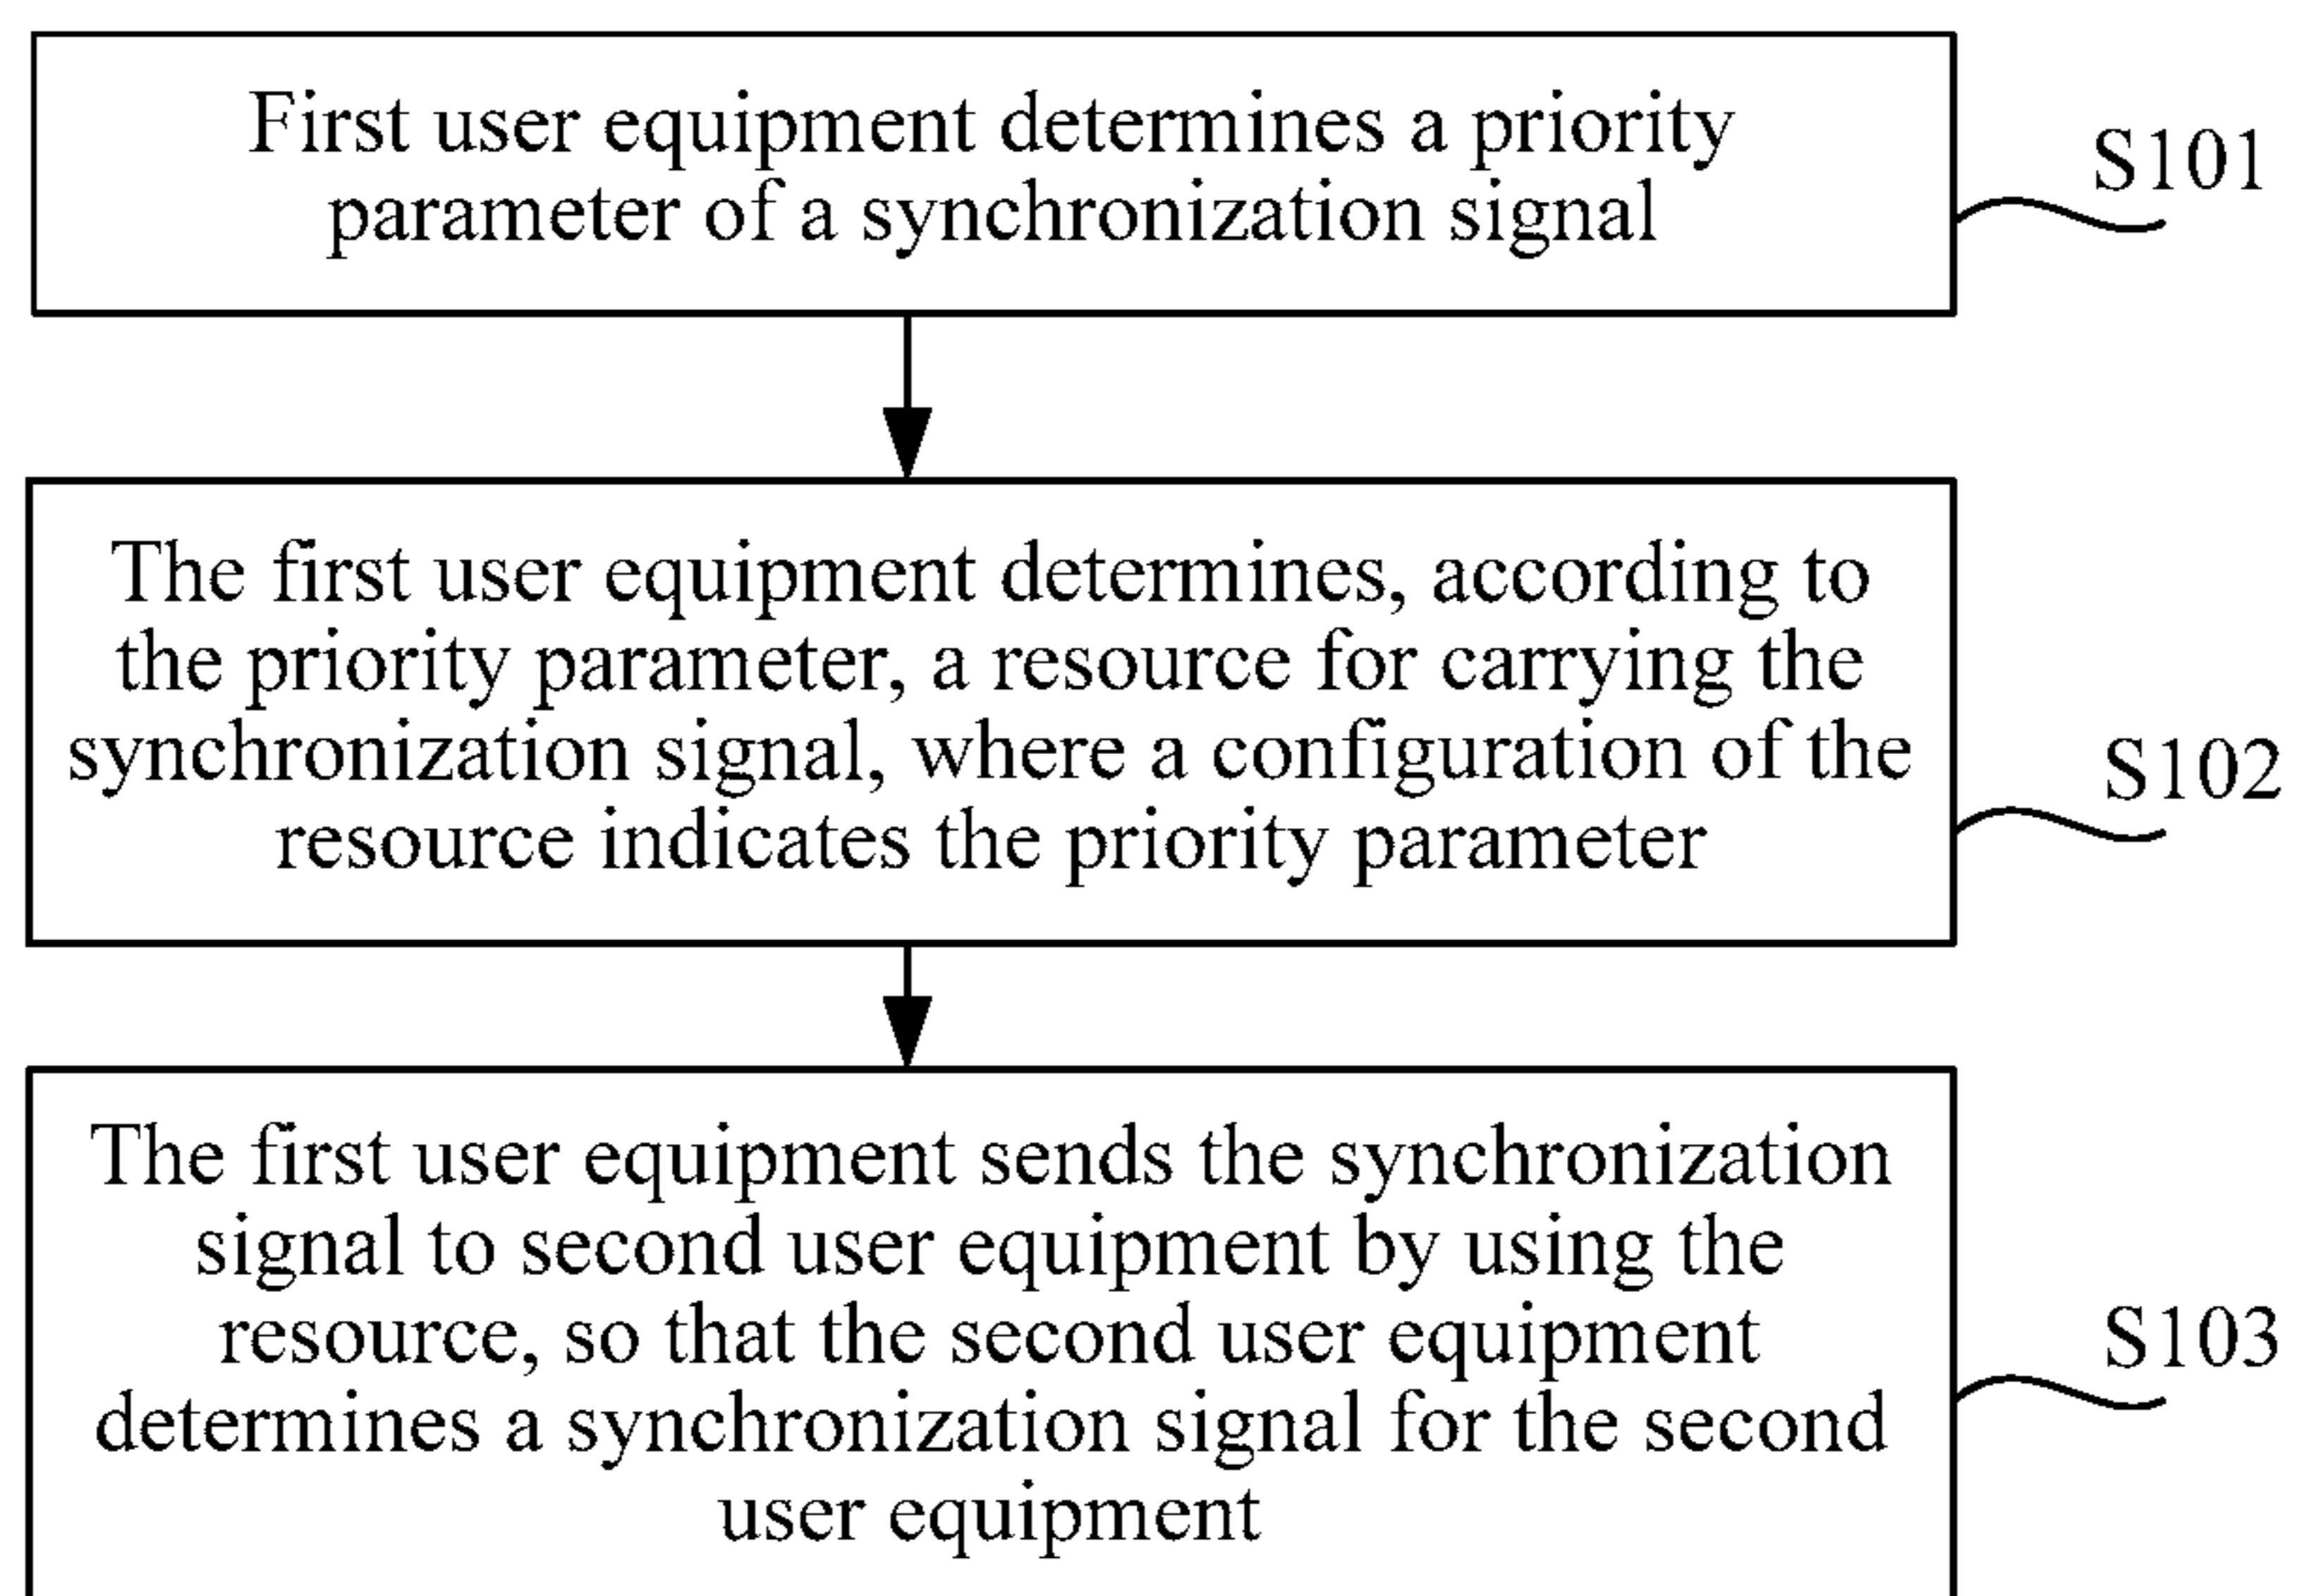 First user equipment determines a priority
parameter of a synchronization signal
S101
The first user equipment determines, according to
the priority parameter, a resource for carrying the
synchronization signal, where a configuration of the
resource indicates the priority parameter
S102
The first user equipment sends the synchronization
signal to second user equipment by using the
resource, so that the second user equipment
determines a synchronization signal for the second
user equipment
S103